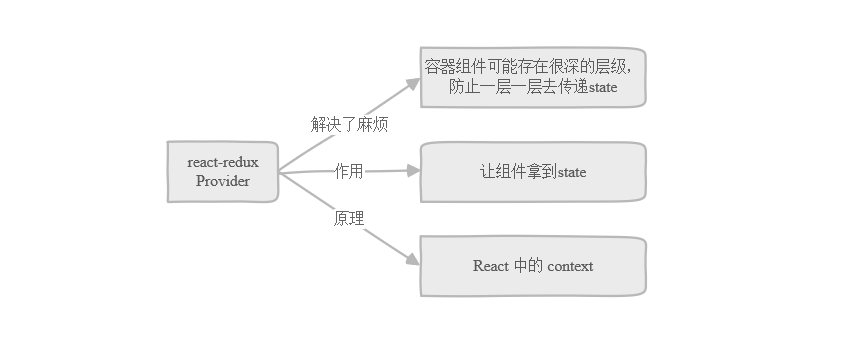 容器组件可能存在很深的层级，
防止一层一层去传递state
解决了麻烦
react-redux
Provider
作用
让组件拿到state
原理
React 中的 context